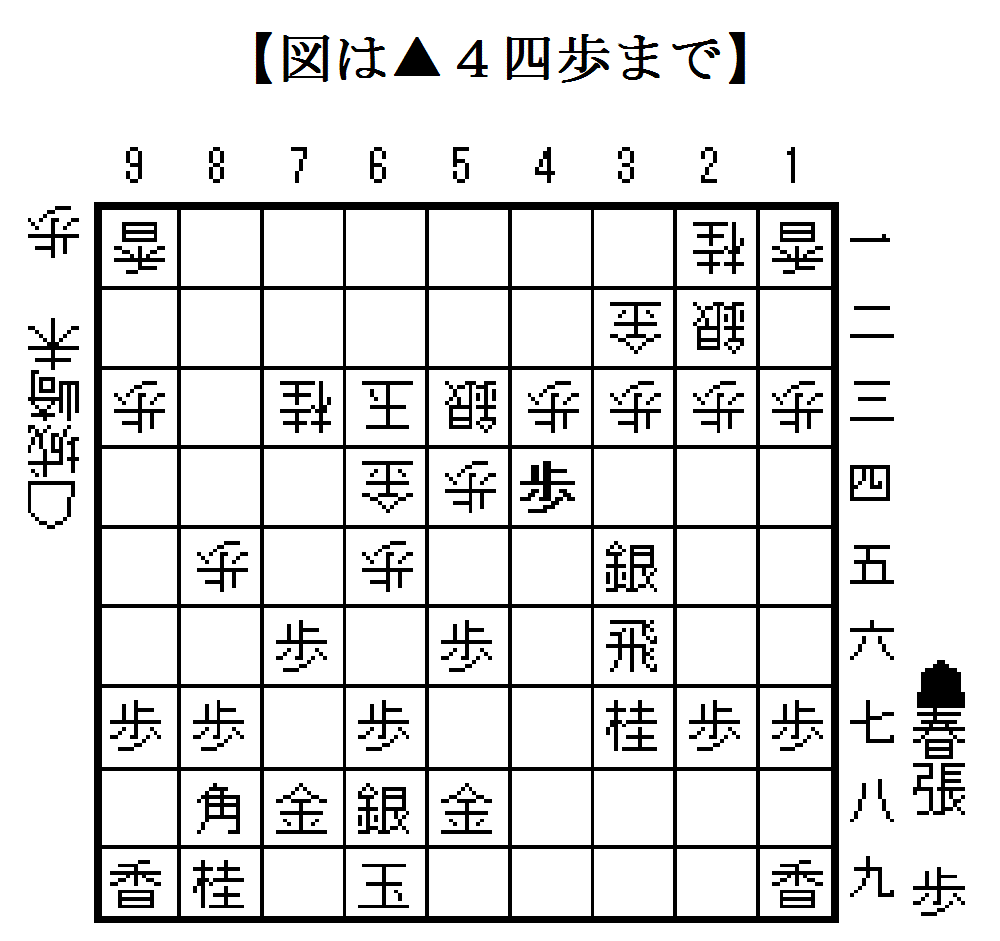 【図は▲４四歩まで】
9 8 7 6 5 4 3 2 1
歩
香 桂 香 一
金 銀 二
歩 桂 玉 銀 歩 歩 歩 歩 三
金 歩 歩 四
歩 歩 銀 五
歩 歩 飛 六
歩 歩 歩 桂 歩 歩 七
角 金 銀 金 八
香 桂 玉 香 九
☗春張 歩